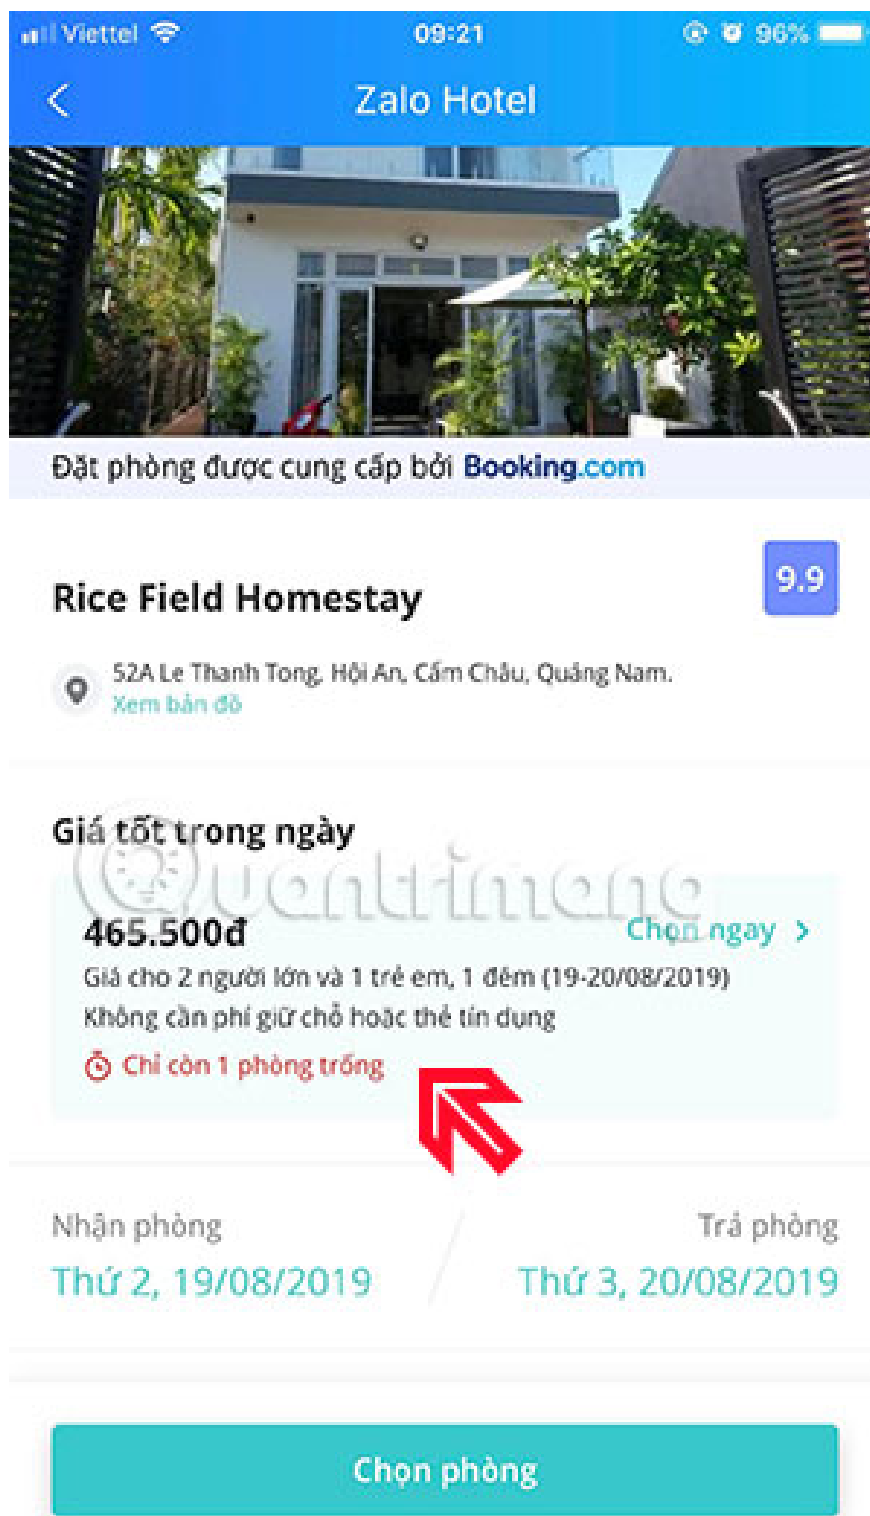 Viettel 09:21 96%
Zalo Hotel
Đặt phòng được cung cấp bởi Booking.com
Rice Field Homestay
9.9
52A Le Thanh Tong, Hội An, Cẩm Châu, Quảng Nam.
Xem bản đồ
Giá tốt trong ngày
Quantrimang
465.500đ
Chọn ngay >
Giá cho 2 người lớn và 1 trẻ em, 1 đêm (19-20/08/2019)
Không cần phí giữ chỗ hoặc thẻ tín dụng
Chỉ còn 1 phòng trống
Nhận phòng
Trả phòng
Thứ 2, 19/08/2019
Thứ 3, 20/08/2019
Chọn phòng